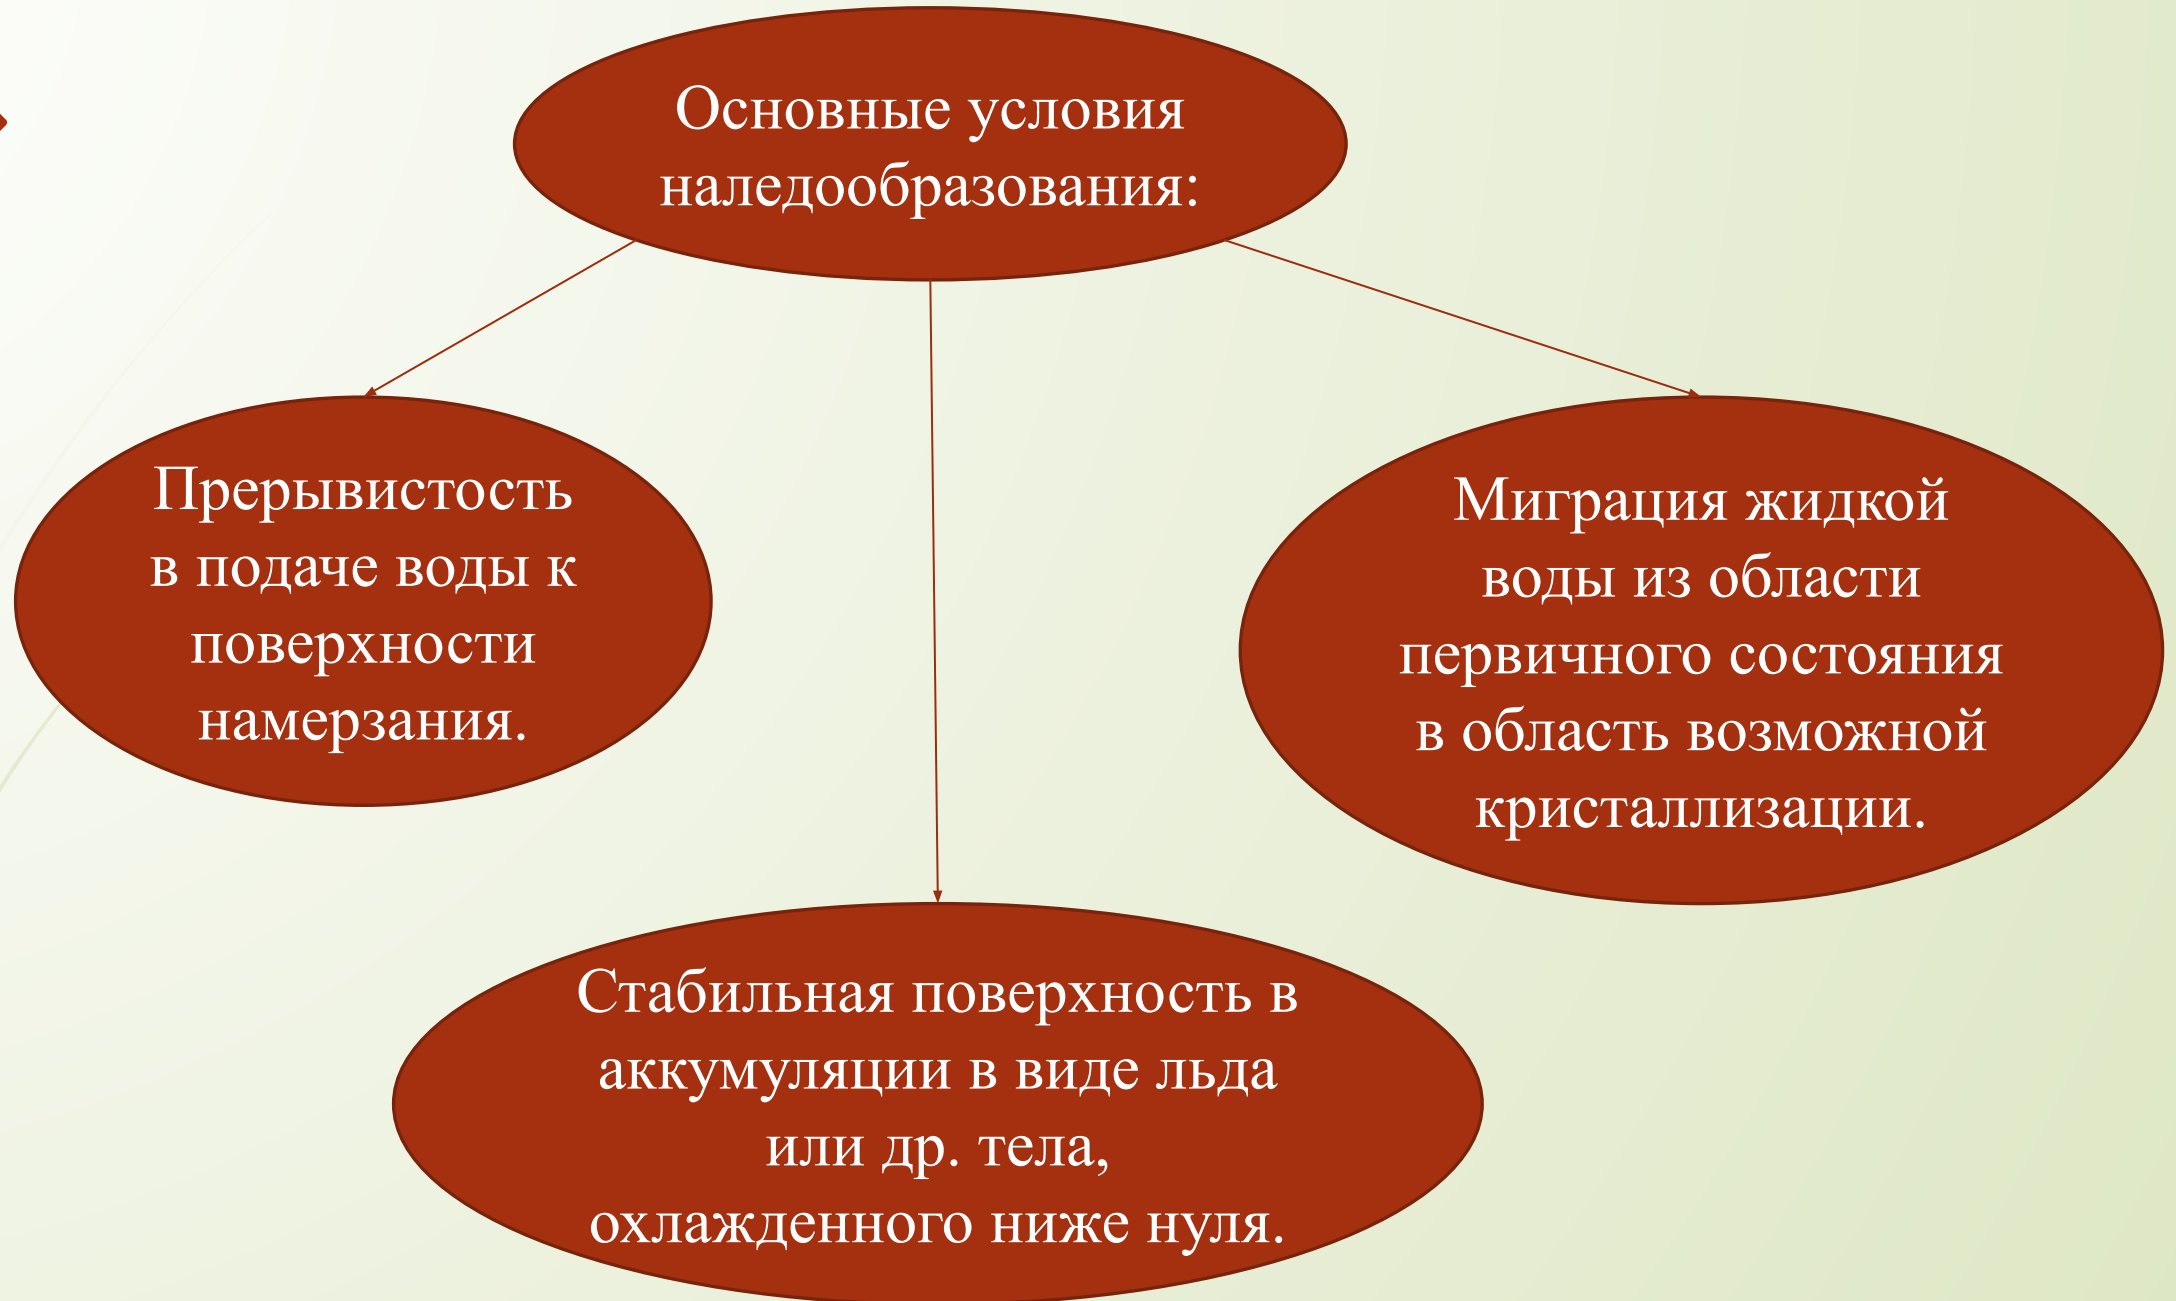 Основные условия
наледообразования:
Прерывистость
в подаче воды к
поверхности
намерзания.
Миграция жидкой
воды из области
первичного состояния
в область возможной
кристаллизации.
Стабильная поверхность в
аккумуляции в виде льда
или др. тела,
охлажденного ниже нуля.